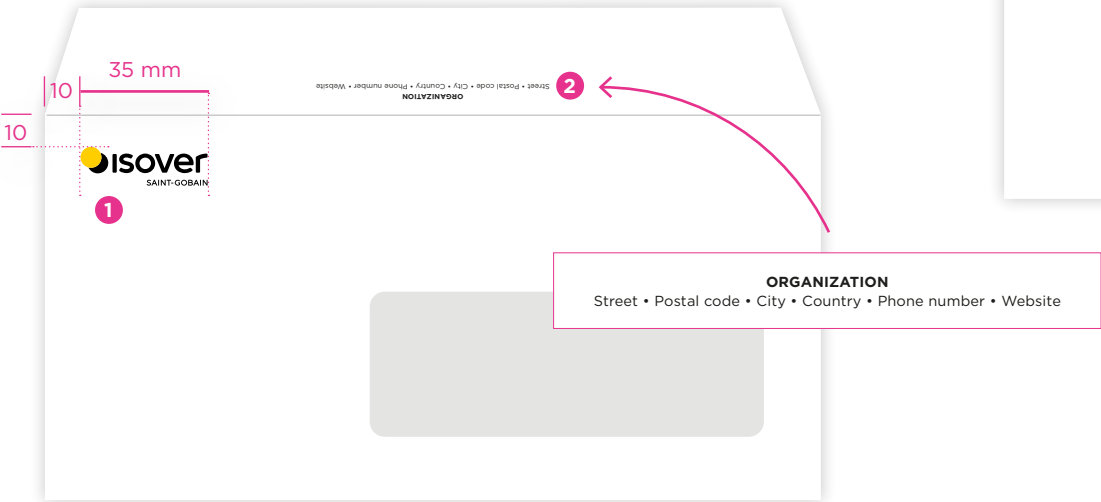 35 mm
10
Street • Postal code • City • Country • Phone number • Website
ORGANIZATION
2
10
isover
SAINT-GOBAIN
1
ORGANIZATION
Street • Postal code • City • Country • Phone number • Website